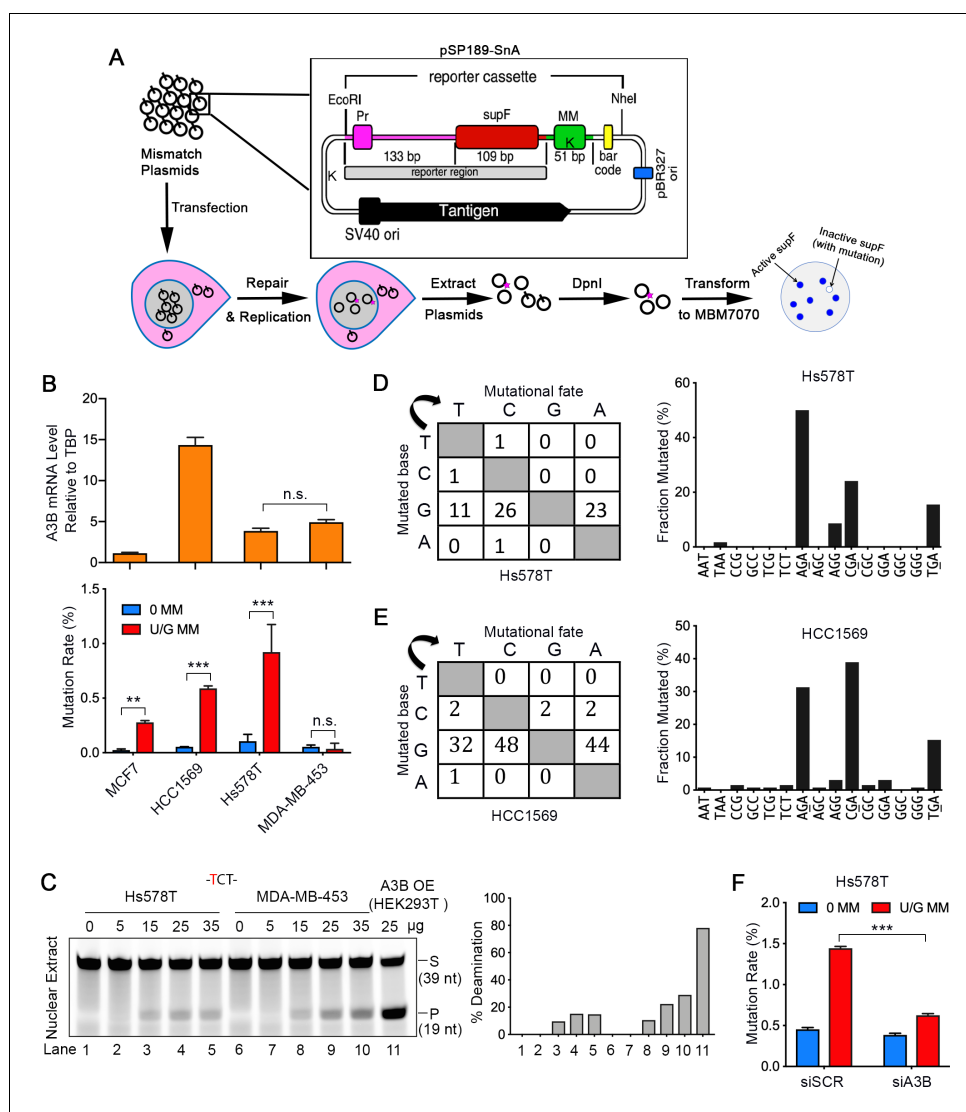 A
pSP189-SnA
reporter cassette
EcoRI
NheI
Pr
supF
MM
K
133 bp
109 bp
51 bp
bar
code
reporter region
K
pBR327
ori
Tantigen
SV40 ori
Mismatch
Plasmids
Transfection
Repair
& Replication
Extract
Plasmids
DpnI
Transform
to MBM7070
Active supF
Inactive supF
(with mutation)
B
A3B mRNA Level
Relative to TBP
20
15
10
5
0
n.s.
Mutation Rate (%)
1.5
1.0
0.5
0.0
0 MM
U/G MM
**
***
***
n.s.
MCF7
HCC1569
Hs578T
MDA-MB-453
D
Mutational fate
T C G A
Mutated base
T 1 0 0
C 1 0 0
G 11 26 23
A 0 1 0
Hs578T
Hs578T
Fraction Mutated (%)
60
40
20
0
AAT TAA CCG GCC TCG TCT AGA AGC AGG CGA CGC GGA GGC GGG TGA
E
Mutational fate
T C G A
Mutated base
T 0 0 0
C 2 2 2
G 32 48 44
A 1 0 0
HCC1569
HCC1569
Fraction Mutated (%)
50
40
30
20
10
0
AAT TAA CCG GCC TCG TCT AGA AGC AGG CGA CGC GGA GGC GGG TGA
C
-TCT-
Hs578T MDA-MB-453 A3B OE
(HEK293T )
0 5 15 25 35 0 5 15 25 35 25 µg
Nuclear Extract
S
(39 nt)
P
(19 nt)
Lane 1 2 3 4 5 6 7 8 9 10 11
% Deamination
100
80
60
40
20
0
1 2 3 4 5 6 7 8 9 10 11
F
Hs578T
0 MM
U/G MM
Mutation Rate (%)
2.0
1.5
1.0
0.5
0.0
***
siSCR
siA3B